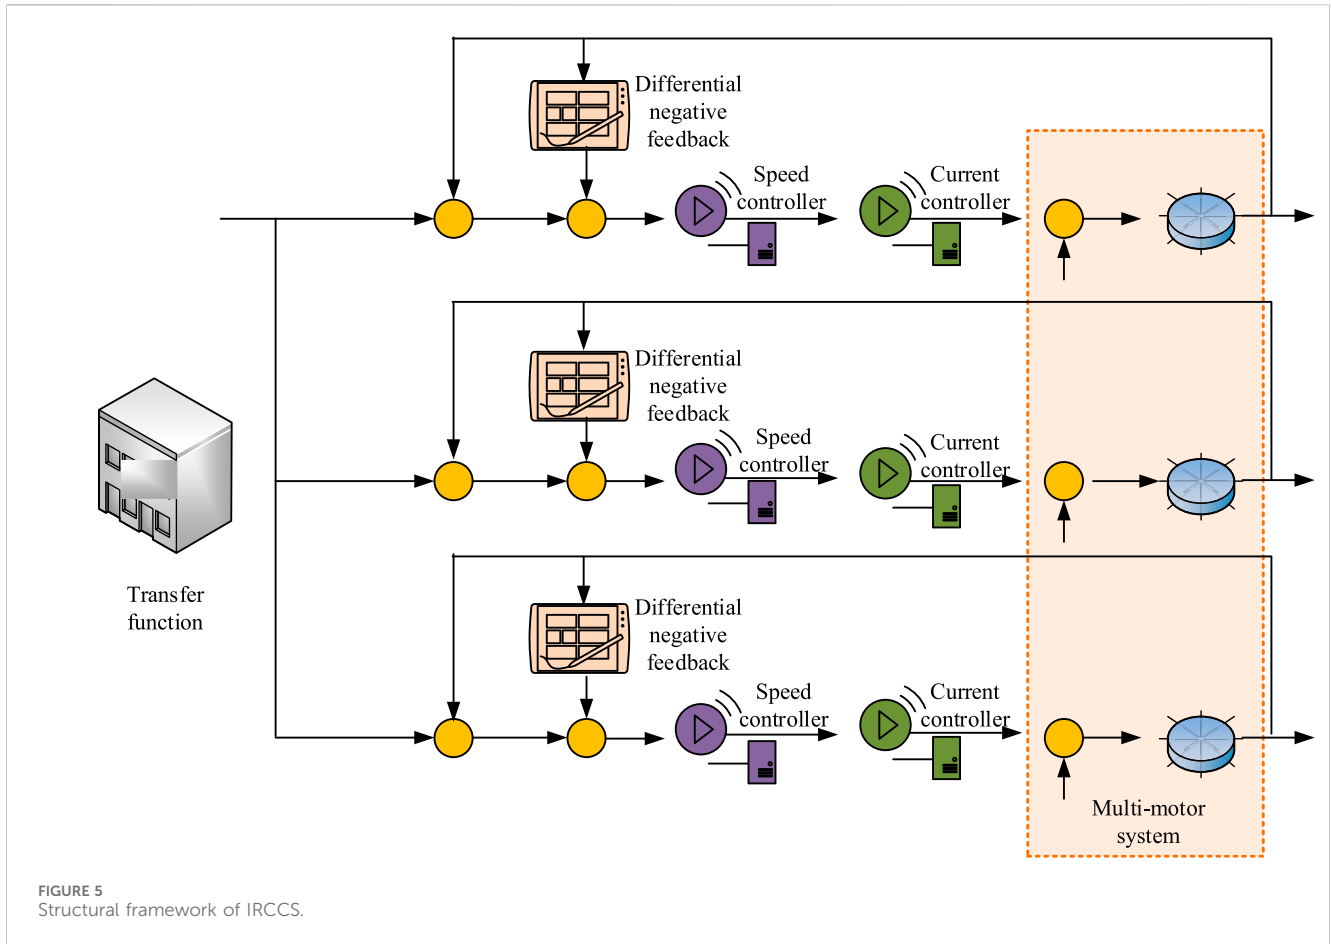 Differential
negative
feedback
Speed
controller
Current
controller
Differential
negative
feedback
Speed
controller
Current
controller
Transfer
function
Differential
negative
feedback
Speed
controller
Current
controller
Multi-motor
system
FIGURE 5
Structural framework of IRCCS.